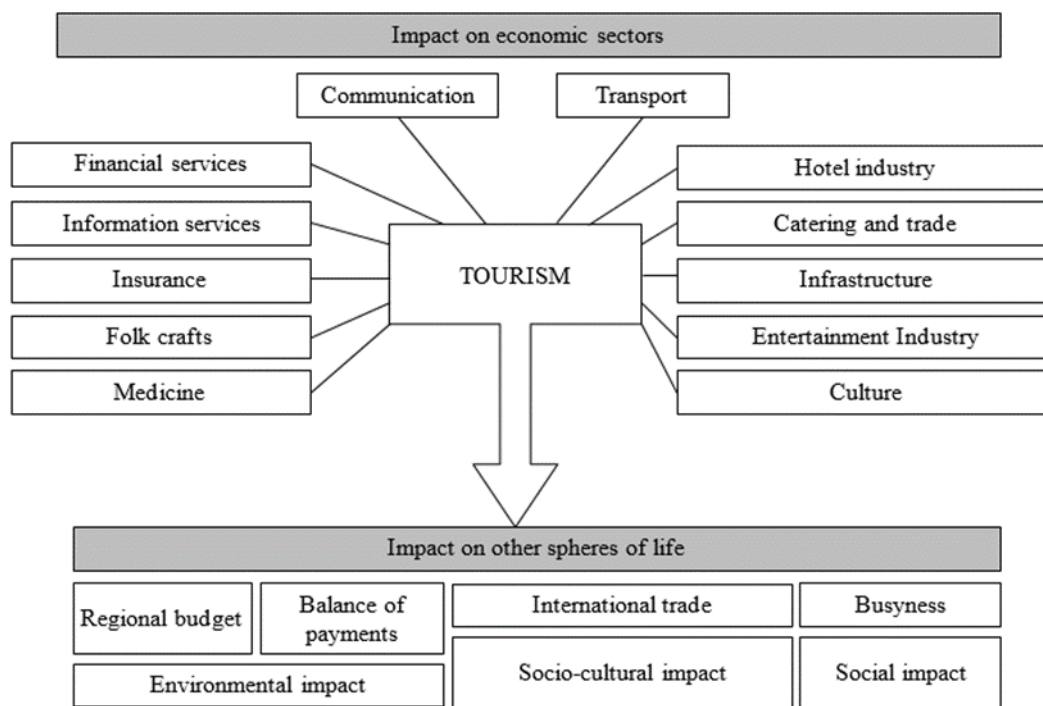 Impact on economic sectors
Communication
Transport
Financial services
Hotel industry
Information services
Catering and trade
TOURISM
Insurance
Infrastructure
Folk crafts
Entertainment Industry
Medicine
Culture
Impact on other spheres of life
Regional budget
Balance of
payments
International trade
Busyness
Environmental impact
Socio-cultural impact
Social impact